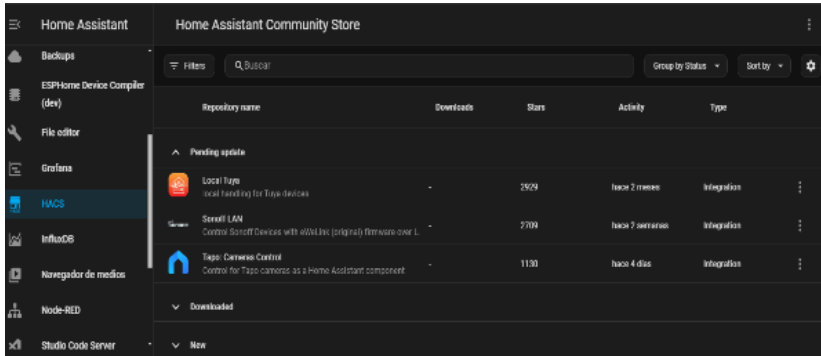 Home Assistant
Home Assistant Community Store
Backups
ESPHome Device Compiler
(dev)
File editor
Grafana
HACS
InfluxDB
Navegador de medios
Node-RED
Studio Code Server
Filters
Buscar
Group by Status
Sort by
Repository name
Downloads
Stars
Activity
Type
Pending update
Local Tuya
local handling for Tuya devices
-
2929
hace 2 meses
Integration
Sonoff LAN
Control Sonoff Devices with eWeLink (original) firmware over L
-
2709
hace 2 semanas
Integration
Tapo: Cameras Control
Control for Tapo cameras as a Home Assistant component
-
1130
hace 4 días
Integration
Downloaded
New